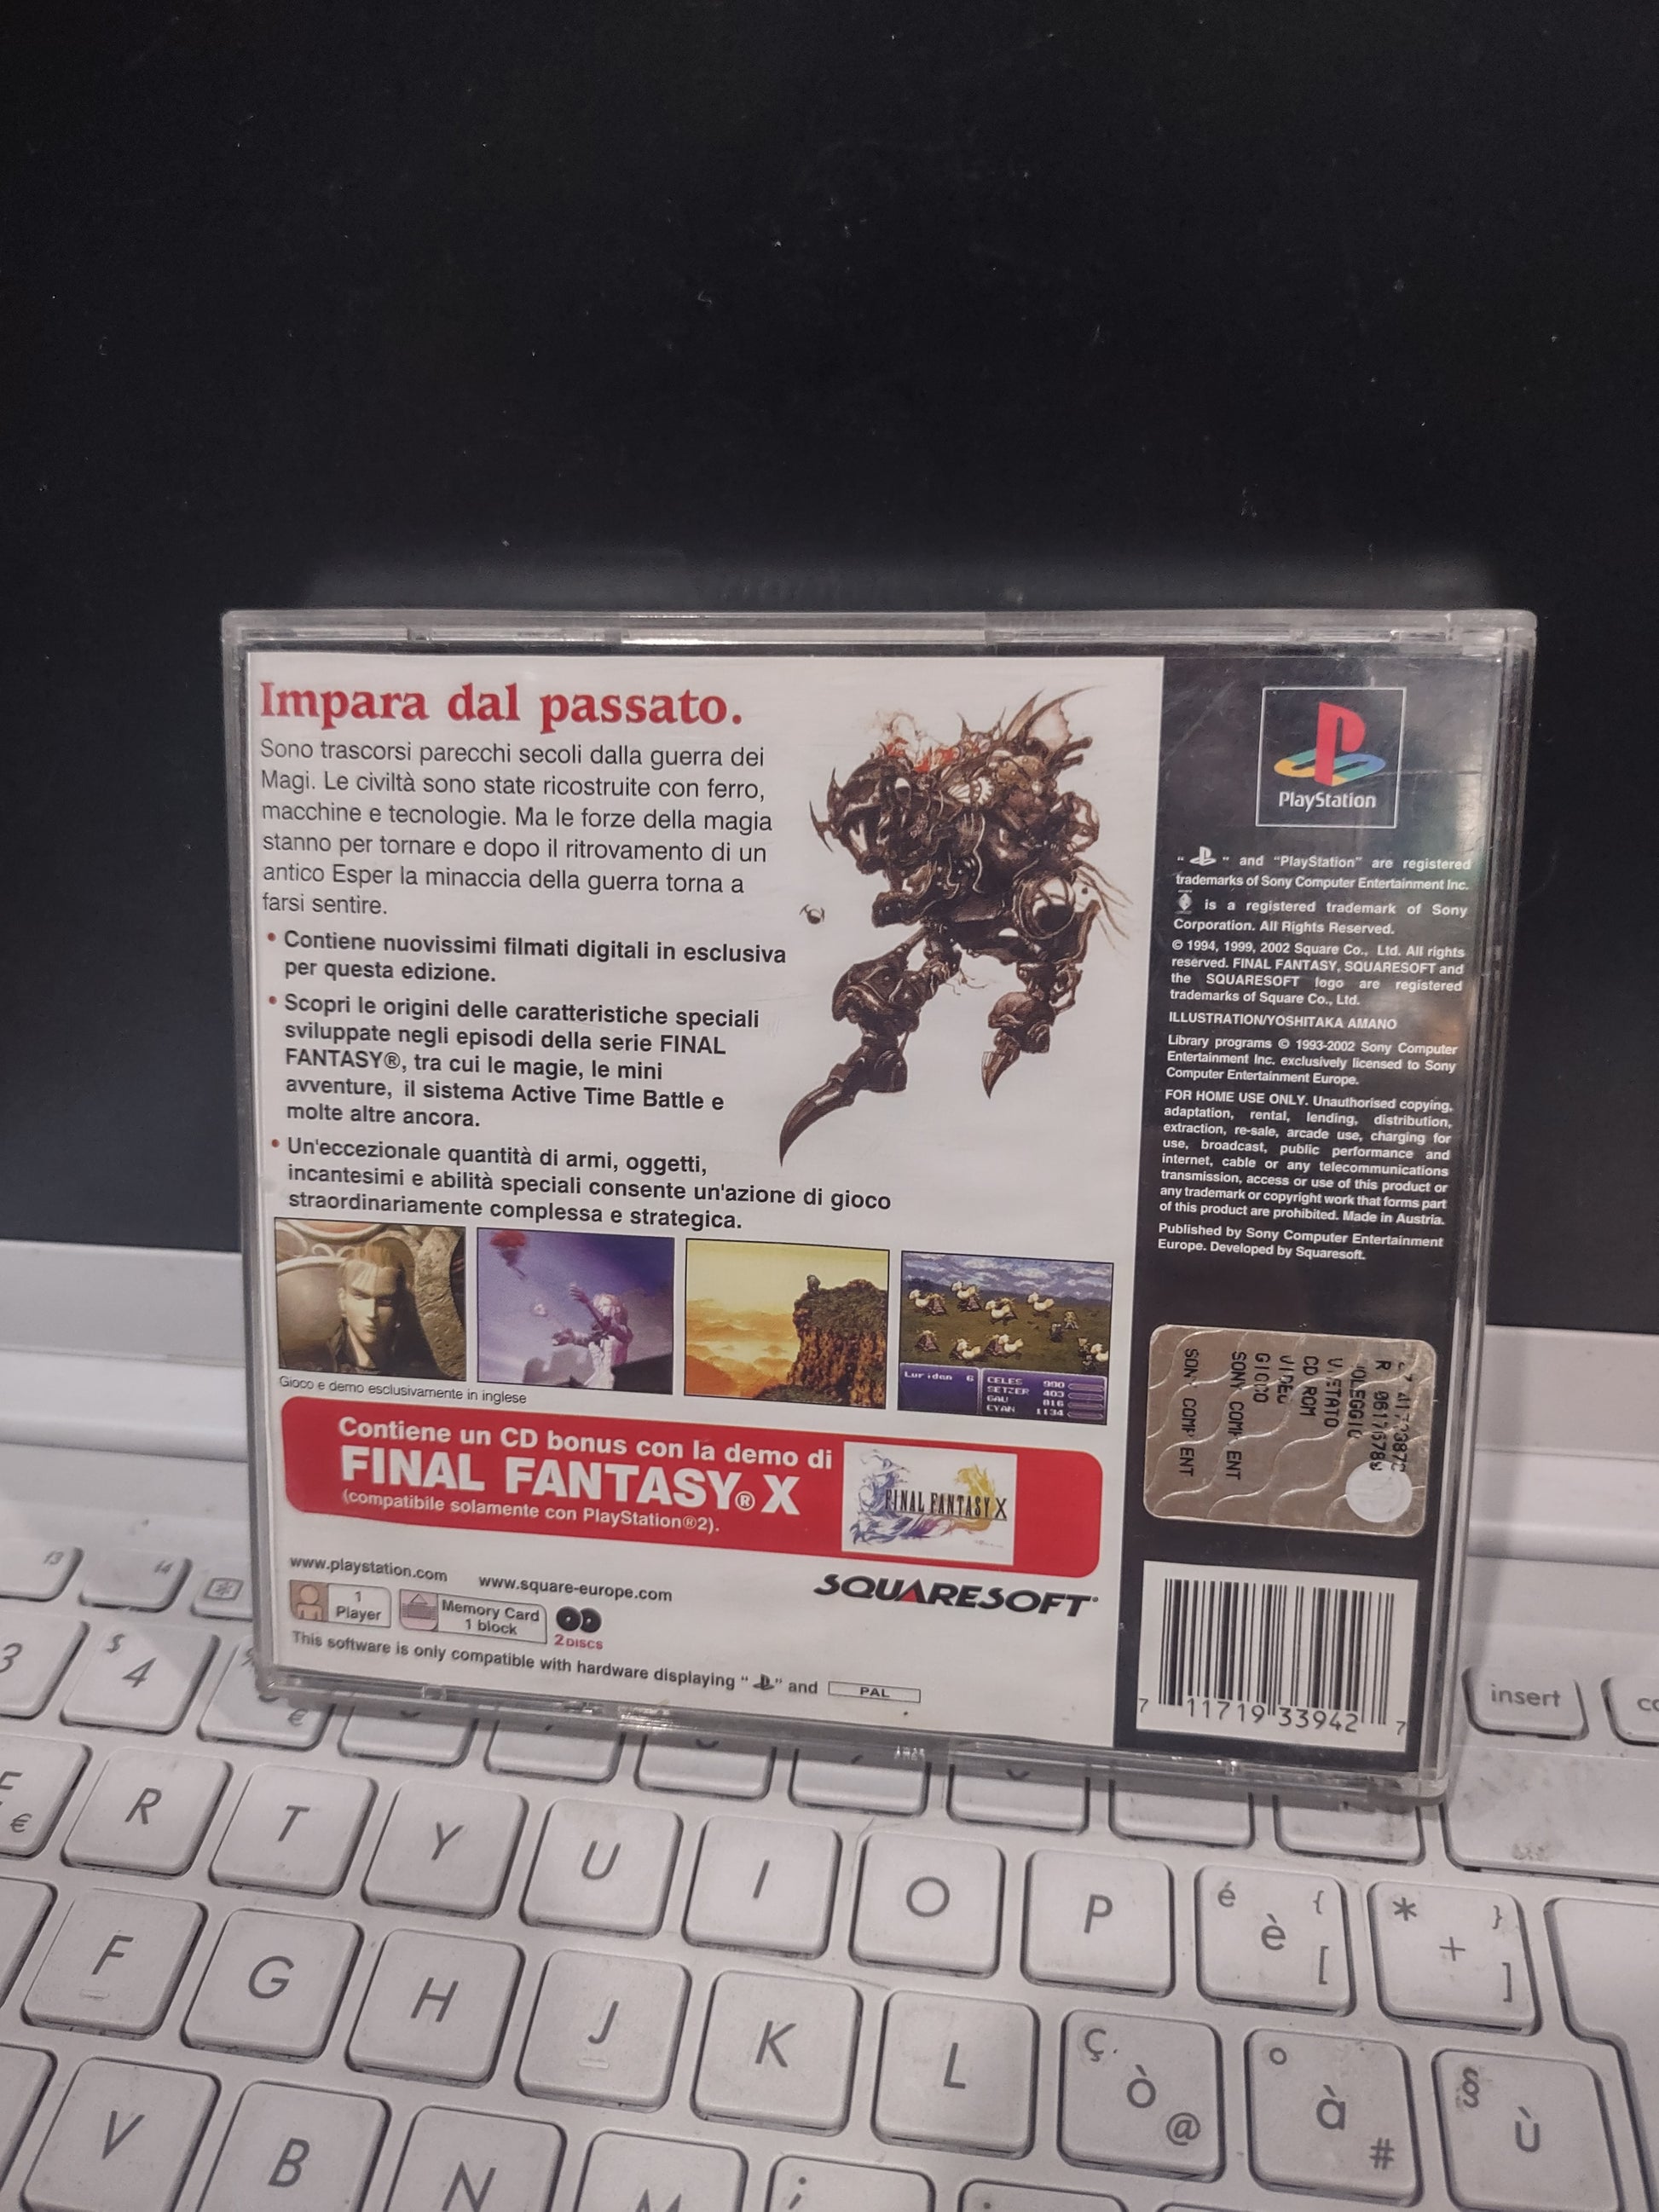 Impara dal passato.
Sono trascorsi parecchi secoli dalla guerra dei
Magi. Le civiltà sono state ricostruite con ferro,
macchine e tecnologie. Ma le forze della magia
stanno per tornare e dopo il ritrovamento di un
antico Esper la minaccia della guerra torna a
farsi sentire.
• Contiene nuovissimi filmati digitali in esclusiva
per questa edizione.
• Scopri le origini delle caratteristiche speciali
sviluppate negli episodi della serie FINAL
FANTASY®, tra cui le magie, le mini
avventure, il sistema Active Time Battle e
molte altre ancora.
• Un'eccezionale quantità di armi, oggetti,
incantesimi e abilità speciali consente un'azione di gioco
straordinariamente complessa e strategica.
Luridan 6
CELES 990
SETZER 403
GAU 816
CYAN 1134
Gioco e demo esclusivamente in inglese
Contiene un CD bonus con la demo di
FINAL FANTASY® X
(compatibile solamente con PlayStation®2).
FINAL FANTASY X
www.playstation.com www.square-europe.com
SQUARESOFT
1
Player
Memory Card
1 block
2 DISCS
This software is only compatible with hardware displaying " " and PAL
PlayStation
" " and "PlayStation" are registered
trademarks of Sony Computer Entertainment Inc.
is a registered trademark of Sony
Corporation. All Rights Reserved.
© 1994, 1999, 2002 Square Co., Ltd. All rights
reserved. FINAL FANTASY, SQUARESOFT and
the SQUARESOFT logo are registered
trademarks of Square Co., Ltd.
ILLUSTRATION/YOSHITAKA AMANO
Library programs © 1993-2002 Sony Computer
Entertainment Inc. exclusively licensed to Sony
Computer Entertainment Europe.
FOR HOME USE ONLY. Unauthorised copying,
adaptation, rental, lending, distribution,
extraction, re-sale, arcade use, charging for
use, broadcast, public performance and
internet, cable or any telecommunications
transmission, access or use of this product or
any trademark or copyright work that forms part
of this product are prohibited. Made in Austria.
Published by Sony Computer Entertainment
Europe. Developed by Squaresoft.
CD ROM
GIOCO
SONY COMP ENT
7 11719 33942 7
f3 f4
3 $ 4 €
insert
€ R T Y U I O P é è { [ * + } ]
F G H J K L ç ò @ ° à # § ù
V B N M ;